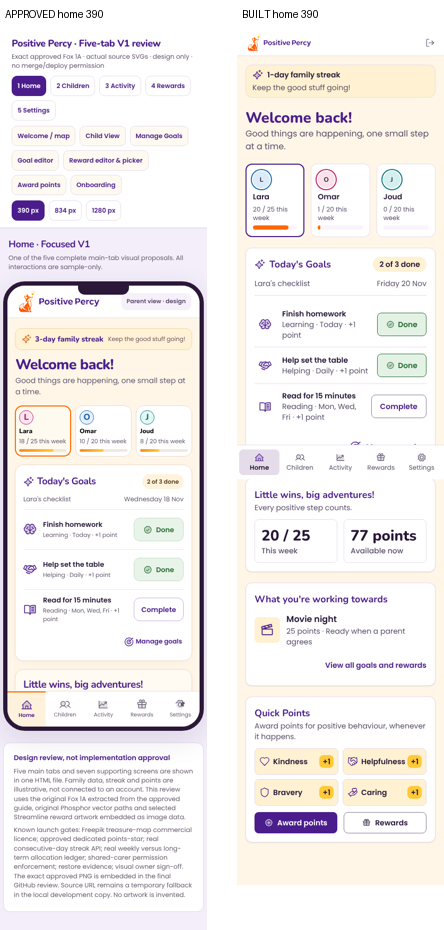 APPROVED home 390
Positive Percy · Five-tab V1 review
Exact approved Fox 1A · actual source SVGs · design only ·
no merge/deploy permission
1 Home
2 Children
3 Activity
4 Rewards
5 Settings
Welcome / map
Child View
Manage Goals
Goal editor
Reward editor & picker
Award points
Onboarding
390 px
834 px
1280 px
Home · Focused V1
One of the five complete main-tab visual proposals. All
interactions are sample-only.
Positive Percy
Parent view · design
3-day family streak
Keep the good stuff going!
Welcome back!
Good things are happening, one small step at
a time.
L
Lara
18 / 25 this week
O
Omar
10 / 20 this week
J
Joud
8 / 20 this week
Today's Goals
2 of 3 done
Lara's checklist
Wednesday 18 Nov
Finish homework
Learning · Today · +1 point
Done
Help set the table
Helping · Daily · +1 point
Done
Read for 15 minutes
Reading · Mon, Wed, Fri · +1
point
Complete
Manage goals
Little wins, big adventures!
Home
Children
Activity
Rewards
Settings
Design review, not implementation approval
Five main tabs and seven supporting screens are shown
in one HTML file. Family data, streak and points are
illustrative, not connected to an account. This review
uses the original Fox 1A extracted from the approved
guide, original Phosphor vector paths and selected
Streamline reward artwork embedded as image data.
Known launch gates: Freepik treasure-map commercial
licence; approved dedicated points-star; real
consecutive-day streak API; real weekly versus long-
term allocation ledger; shared-carer permission
enforcement; restore evidence; visual owner sign-off.
The exact approved PNG is embedded in the final
GitHub review. Source URL remains a temporary fallback
in the local development copy. No artwork is invented.
BUILT home 390
Positive Percy
1-day family streak
Keep the good stuff going!
Welcome back!
Good things are happening, one small step
at a time.
L
Lara
20 / 25 this
week
O
Omar
1 / 20 this
week
J
Joud
0 / 20 this
week
Today's Goals
2 of 3 done
Lara's checklist
Friday 20 Nov
Finish homework
Learning · Today · +1
point
Done
Help set the table
Helping · Daily · +1 point
Done
Read for 15 minutes
Reading · Mon, Wed,
Fri · +1 point
Complete
Home
Children
Activity
Rewards
Settings
Little wins, big adventures!
Every positive step counts.
20 / 25
This week
77 points
Available now
What you're working towards
Movie night
25 points · Ready when a parent
agrees
View all goals and rewards
Quick Points
Award points for positive behaviour, whenever
it happens.
Kindness
+1
Helpfulness
+1
Bravery
+1
Caring
+1
Award points
Rewards